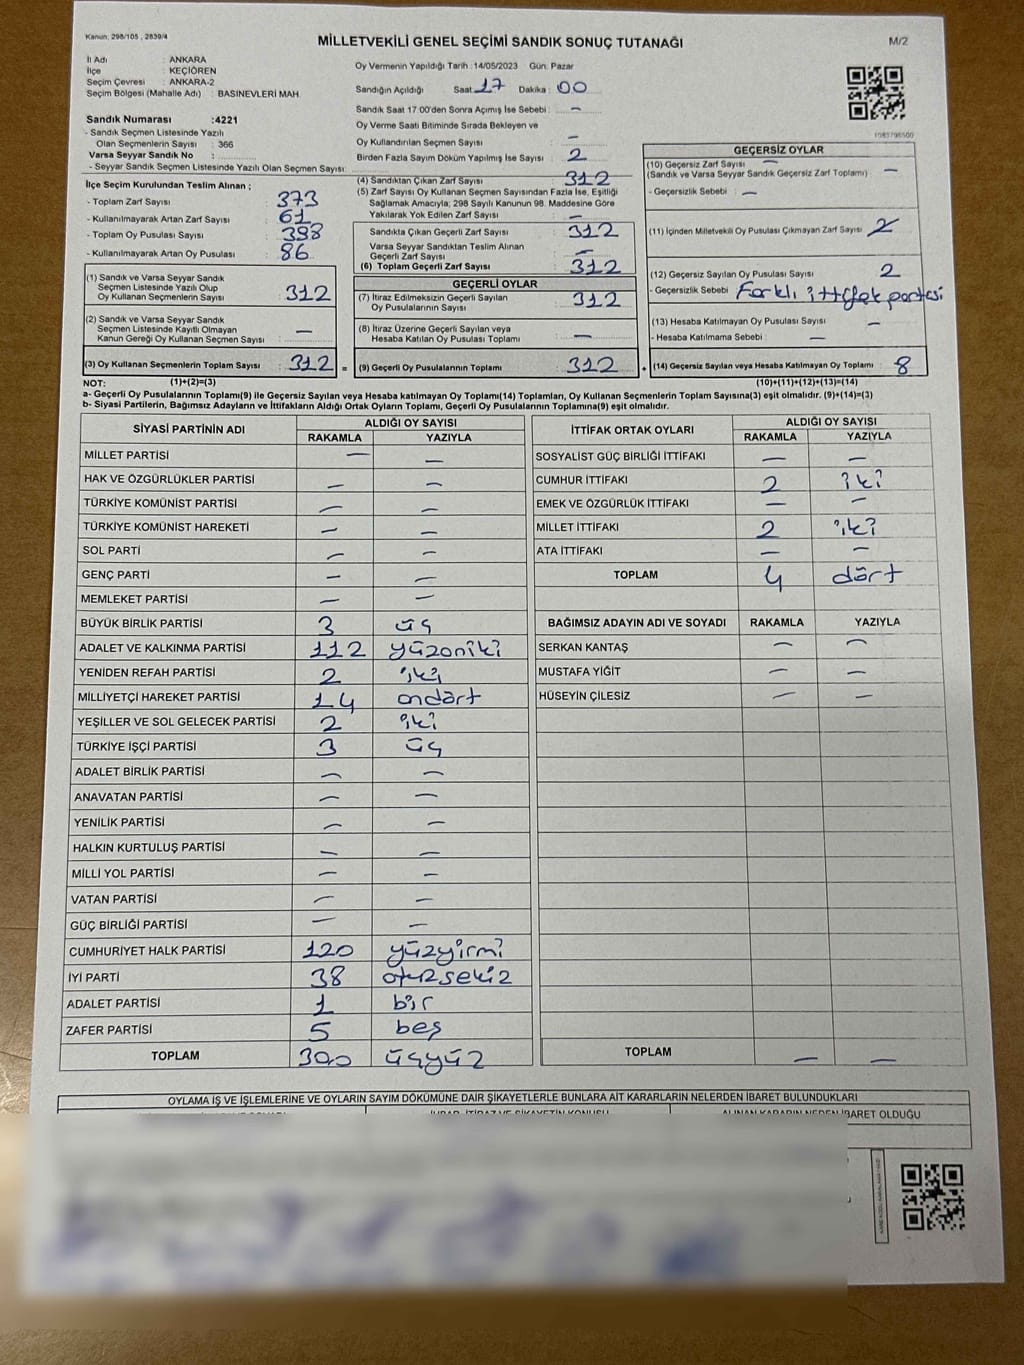 Kanun, 298/105 , 2839/4
MİLLETVEKİLİ GENEL SEÇİMİ SANDIK SONUÇ TUTANAĞI
M/2
İl Adı : ANKARA
İlçe : KEÇİÖREN
Seçim Çevresi : ANKARA-2
Seçim Bölgesi (Mahalle Adı) : BASINEVLERİ MAH.
Sandık Numarası :4221
- Sandık Seçmen Listesinde Yazılı
Olan Seçmenlerin Sayısı : 366
Varsa Seyyar Sandık No :
- Seyyar Sandık Seçmen Listesinde Yazılı Olan Seçmen Sayısı:
Oy Vermenin Yapıldığı Tarih :14/05/2023 Gün: Pazar
Sandığın Açıldığı Saat : 17 Dakika : 00
Sandık Saat 17:00'den Sonra Açımış İse Sebebi : –
Oy Verme Saati Bitiminde Sırada Bekleyen ve
Oy Kullandırılan Seçmen Sayısı : –
Birden Fazla Sayım Döküm Yapılmış İse Sayısı : 2
İlçe Seçim Kurulundan Teslim Alınan ;
- Toplam Zarf Sayısı : 373
- Kullanılmayarak Artan Zarf Sayısı : 61
- Toplam Oy Pusulası Sayısı : 398
- Kullanılmayarak Artan Oy Pusulası : 86
(1) Sandık ve Varsa Seyyar Sandık
Seçmen Listesinde Yazılı Olup
Oy Kullanan Seçmenlerin Sayısı : 312
(2) Sandık ve Varsa Seyyar Sandık
Seçmen Listesinde Kayıtlı Olmayan
Kanun Gereği Oy Kullanan Seçmen Sayısı : –
(3) Oy Kullanan Seçmenlerin Toplam Sayısı : 312 =
(4) Sandıktan Çıkan Zarf Sayısı : 312
(5) Zarf Sayısı Oy Kullanan Seçmen Sayısından Fazla İse, Eşitliği
Sağlamak Amacıyla; 298 Sayılı Kanunun 98. Maddesine Göre
Yakılarak Yok Edilen Zarf Sayısı : –
Sandıkta Çıkan Geçerli Zarf Sayısı : 312
Varsa Seyyar Sandıktan Teslim Alınan
Geçerli Zarf Sayısı : –
(6) Toplam Geçerli Zarf Sayısı : 312
GEÇERLİ OYLAR
(7) İtiraz Edilmeksizin Geçerli Sayılan
Oy Pusulalarının Sayısı : 312
(8) İtiraz Üzerine Geçerli Sayılan veya
Hesaba Katılan Oy Pusulası Toplamı : –
(9) Geçerli Oy Pusulalarının Toplamı : 312 +
GEÇERSİZ OYLAR
(10) Geçersiz Zarf Sayısı –
(Sandık ve Varsa Seyyar Sandık Geçersiz Zarf Toplamı) : –
- Geçersizlik Sebebi : –
(11) İçinden Milletvekili Oy Pusulası Çıkmayan Zarf Sayısı : 2
(12) Geçersiz Sayılan Oy Pusulası Sayısı : 2
- Geçersizlik Sebebi : Farklı ittifak partesi
(13) Hesaba Katılmayan Oy Pusulası Sayısı : –
- Hesaba Katılmama Sebebi : –
(14) Geçersiz Sayılan veya Hesaba Katılmayan Oy Toplamı : 8
NOT: (1)+(2)=(3) (10)+(11)+(12)+(13)=(14)
a- Geçerli Oy Pusulalarının Toplamı(9) ile Geçersiz Sayılan veya Hesaba katılmayan Oy Toplamı(14) Toplamları, Oy Kullanan Seçmenlerin Toplam Sayısına(3) eşit olmalıdır. (9)+(14)=(3)
b- Siyasi Partilerin, Bağımsız Adayların ve İttifakların Aldığı Ortak Oyların Toplamı, Geçerli Oy Pusulalarının Toplamına(9) eşit olmalıdır.
SİYASİ PARTİNİN ADI ALDIĞI OY SAYISI
RAKAMLA YAZIYLA
MİLLET PARTİSİ – –
HAK VE ÖZGÜRLÜKLER PARTİSİ – –
TÜRKİYE KOMÜNİST PARTİSİ – –
TÜRKİYE KOMÜNİST HAREKETİ – –
SOL PARTİ – –
GENÇ PARTİ – –
MEMLEKET PARTİSİ – –
BÜYÜK BİRLİK PARTİSİ 3 üç
ADALET VE KALKINMA PARTİSİ 112 yüzoniki
YENİDEN REFAH PARTİSİ 2 iki
MİLLİYETÇİ HAREKET PARTİSİ 14 ondört
YEŞİLLER VE SOL GELECEK PARTİSİ 2 iki
TÜRKİYE İŞÇİ PARTİSİ 3 üç
ADALET BİRLİK PARTİSİ – –
ANAVATAN PARTİSİ – –
YENİLİK PARTİSİ – –
HALKIN KURTULUŞ PARTİSİ – –
MİLLİ YOL PARTİSİ – –
VATAN PARTİSİ – –
GÜÇ BİRLİĞİ PARTİSİ – –
CUMHURİYET HALK PARTİSİ 120 yüzyirmi
İYİ PARTİ 38 otuzsekiz
ADALET PARTİSİ 1 bir
ZAFER PARTİSİ 5 beş
TOPLAM 300 üçyüz
İTTİFAK ORTAK OYLARI ALDIĞI OY SAYISI
RAKAMLA YAZIYLA
SOSYALİST GÜÇ BİRLİĞİ İTTİFAKI – –
CUMHUR İTTİFAKI 2 iki
EMEK VE ÖZGÜRLÜK İTTİFAKI – –
MİLLET İTTİFAKI 2 iki
ATA İTTİFAKI – –
TOPLAM 4 dört
BAĞIMSIZ ADAYIN ADI VE SOYADI RAKAMLA YAZIYLA
SERKAN KANTAŞ – –
MUSTAFA YİĞİT – –
HÜSEYİN ÇİLESİZ – –
TOPLAM – –
OYLAMA İŞ VE İŞLEMLERİNE VE OYLARIN SAYIM DÖKÜMÜNE DAİR ŞİKAYETLERLE BUNLARA AİT KARARLARIN NELERDEN İBARET BULUNDUKLARI
İHBAR, İTİRAZ VE ŞİKAYETİN KONUSU ALINAN KARARIN NEDEN İBARET OLDUĞU